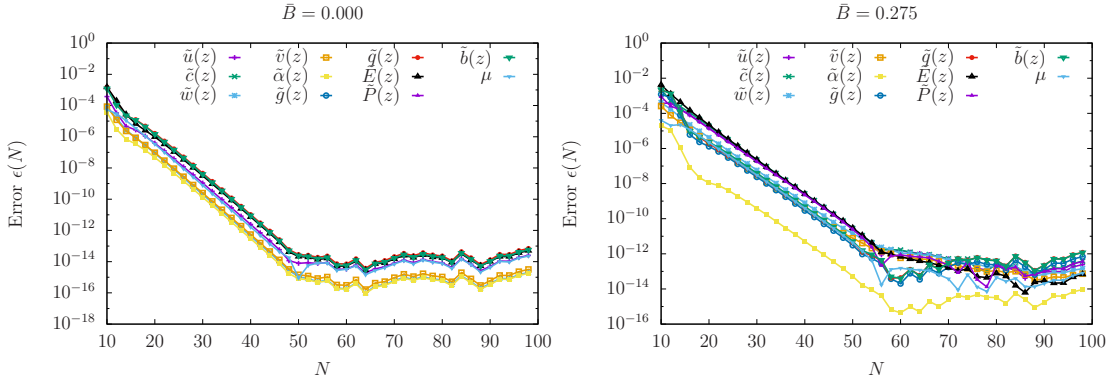 B̄ = 0.000
10^0
10^−2
10^−4
10^−6
10^−8
10^−10
10^−12
10^−14
10^−16
10^−18
Error ϵ(N)
ũ(z) ṽ(z) q̃(z) b̃(z)
c̃(z) α̃(z) Ẽ(z) μ
w̃(z) g̃(z) P̃(z)
10 20 30 40 50 60 70 80 90 100
N
B̄ = 0.275
10^0
10^−2
10^−4
10^−6
10^−8
10^−10
10^−12
10^−14
10^−16
Error ϵ(N)
ũ(z) ṽ(z) q̃(z) b̃(z)
c̃(z) α̃(z) Ẽ(z) μ
w̃(z) g̃(z) P̃(z)
10 20 30 40 50 60 70 80 90 100
N